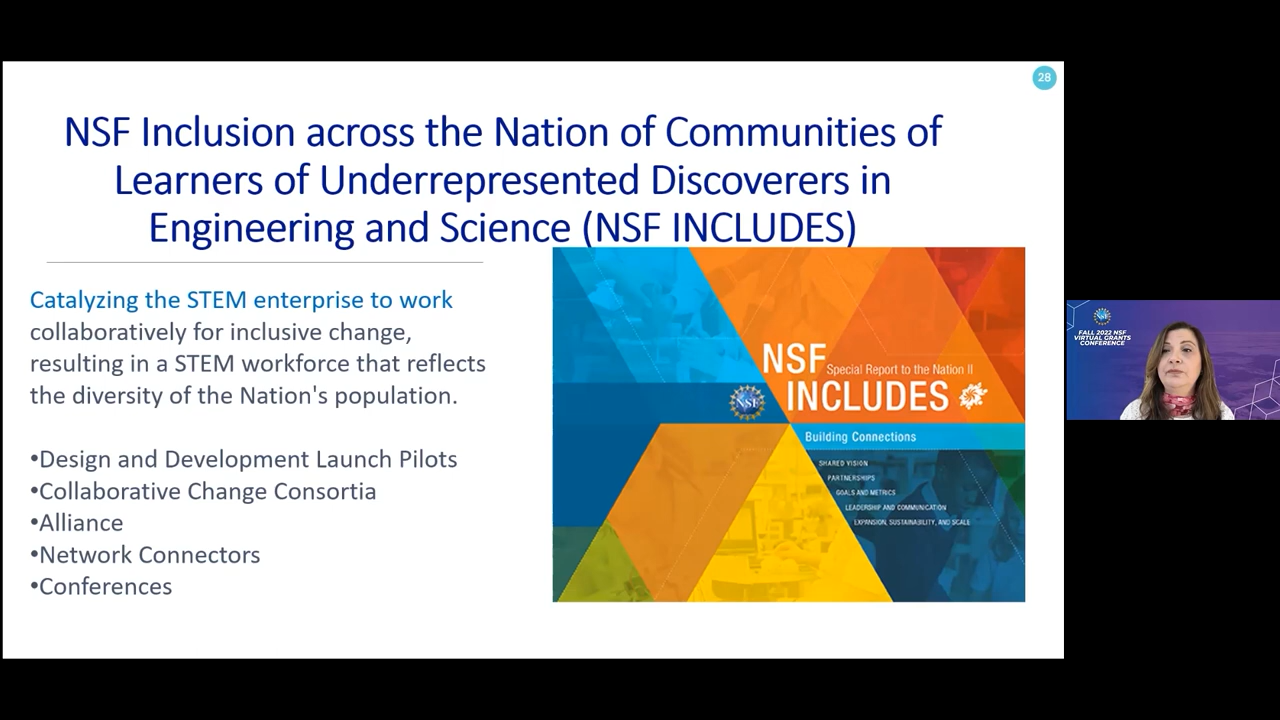 28
NSF Inclusion across the Nation of Communities of
Learners of Underrepresented Discoverers in
Engineering and Science (NSF INCLUDES)
Catalyzing the STEM enterprise to work
collaboratively for inclusive change,
resulting in a STEM workforce that reflects
the diversity of the Nation's population.
•Design and Development Launch Pilots
•Collaborative Change Consortia
•Alliance
•Network Connectors
•Conferences
NSF Special Report to the Nation II
NSF INCLUDES
Building Connections
SHARED VISION
PARTNERSHIPS
GOALS AND METRICS
LEADERSHIP AND COMMUNICATION
EXPANSION, SUSTAINABILITY, AND SCALE
NSF
FALL 2022 NSF
VIRTUAL GRANTS
CONFERENCE